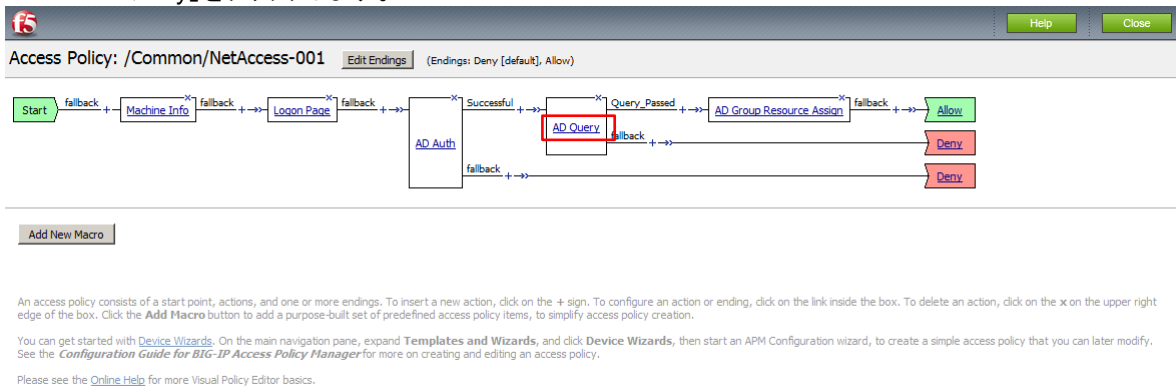 f5
Help
Close
Access Policy: /Common/NetAccess-001 Edit Endings (Endings: Deny [default], Allow)
Start fallback + Machine Info fallback + Logon Page fallback + AD Auth Successful + AD Query Query_Passed + AD Group Resource Assign fallback + Allow
fallback + Deny
fallback + Deny
Add New Macro
An access policy consists of a start point, actions, and one or more endings. To insert a new action, click on the + sign. To configure an action or ending, click on the link inside the box. To delete an action, click on the x on the upper right
edge of the box. Click the Add Macro button to add a purpose-built set of predefined access policy items, to simplify access policy creation.
You can get started with Device Wizards. On the main navigation pane, expand Templates and Wizards, and click Device Wizards, then start an APM Configuration wizard, to create a simple access policy that you can later modify.
See the Configuration Guide for BIG-IP Access Policy Manager for more on creating and editing an access policy.
Please see the Online Help for more Visual Policy Editor basics.